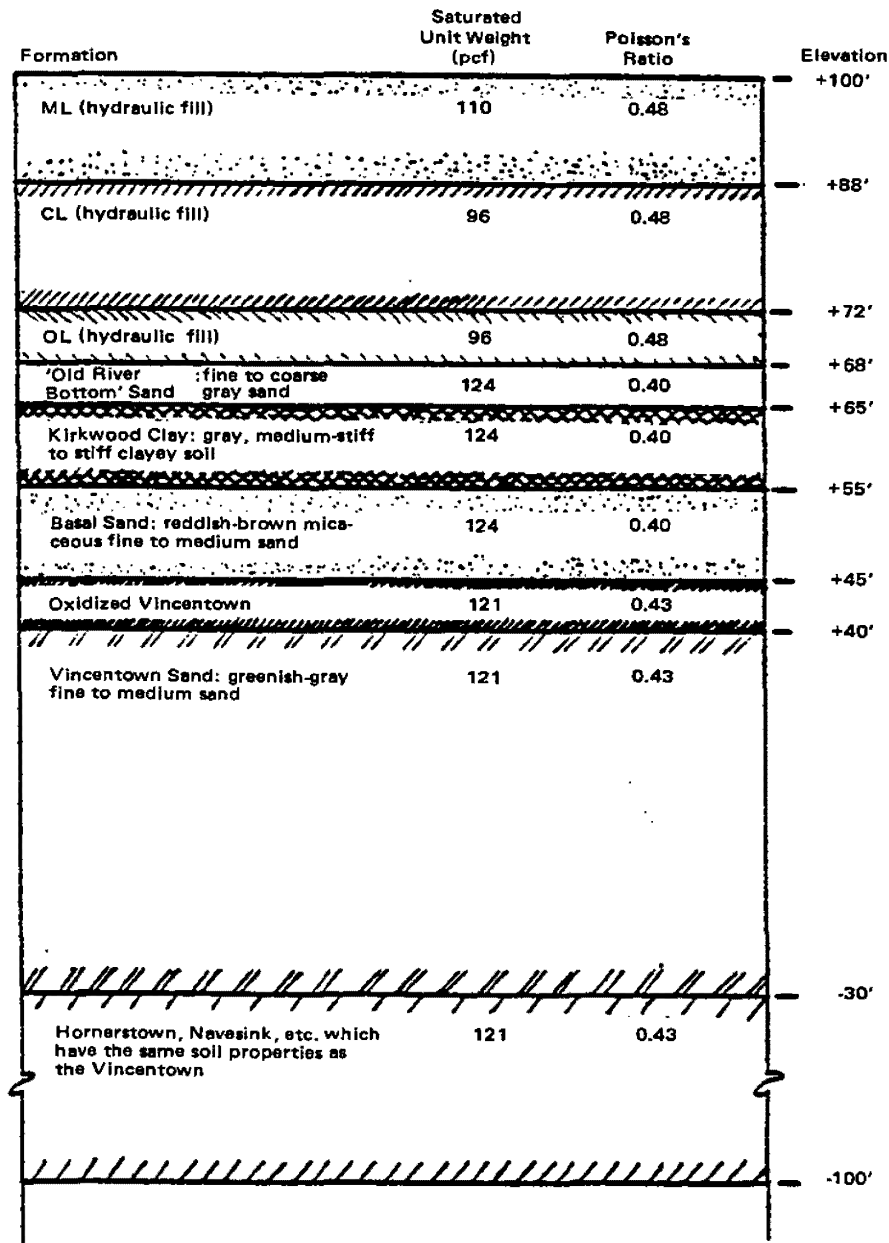 Saturated
Unit Weight
(pcf)
Poisson's
Ratio
Formation
Elevation
+100'
ML (hydraulic fill) 110 0.48
+88'
CL (hydraulic fill) 96 0.48
+72'
OL (hydraulic fill) 96 0.48
+68'
'Old River :fine to coarse
Bottom' Sand gray sand 124 0.40
+65'
Kirkwood Clay: gray, medium-stiff 124 0.40
to stiff clayey soil
+55'
Basal Sand: reddish-brown mica- 124 0.40
ceous fine to medium sand
+45'
Oxidized Vincentown 121 0.43
+40'
Vincentown Sand: greenish-gray 121 0.43
fine to medium sand
-30'
Hornerstown, Navesink, etc. which 121 0.43
have the same soil properties as
the Vincentown
-100'